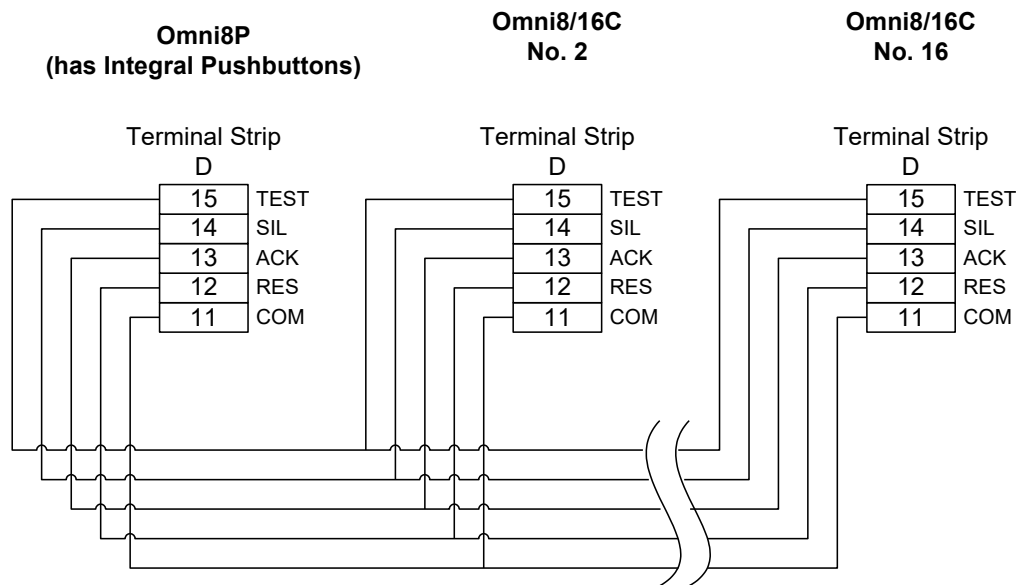 Omni8P
(has Integral Pushbuttons)
Omni8/16C
No. 2
Omni8/16C
No. 16
Terminal Strip
D
15 TEST
14 SIL
13 ACK
12 RES
11 COM
Terminal Strip
D
15 TEST
14 SIL
13 ACK
12 RES
11 COM
Terminal Strip
D
15 TEST
14 SIL
13 ACK
12 RES
11 COM